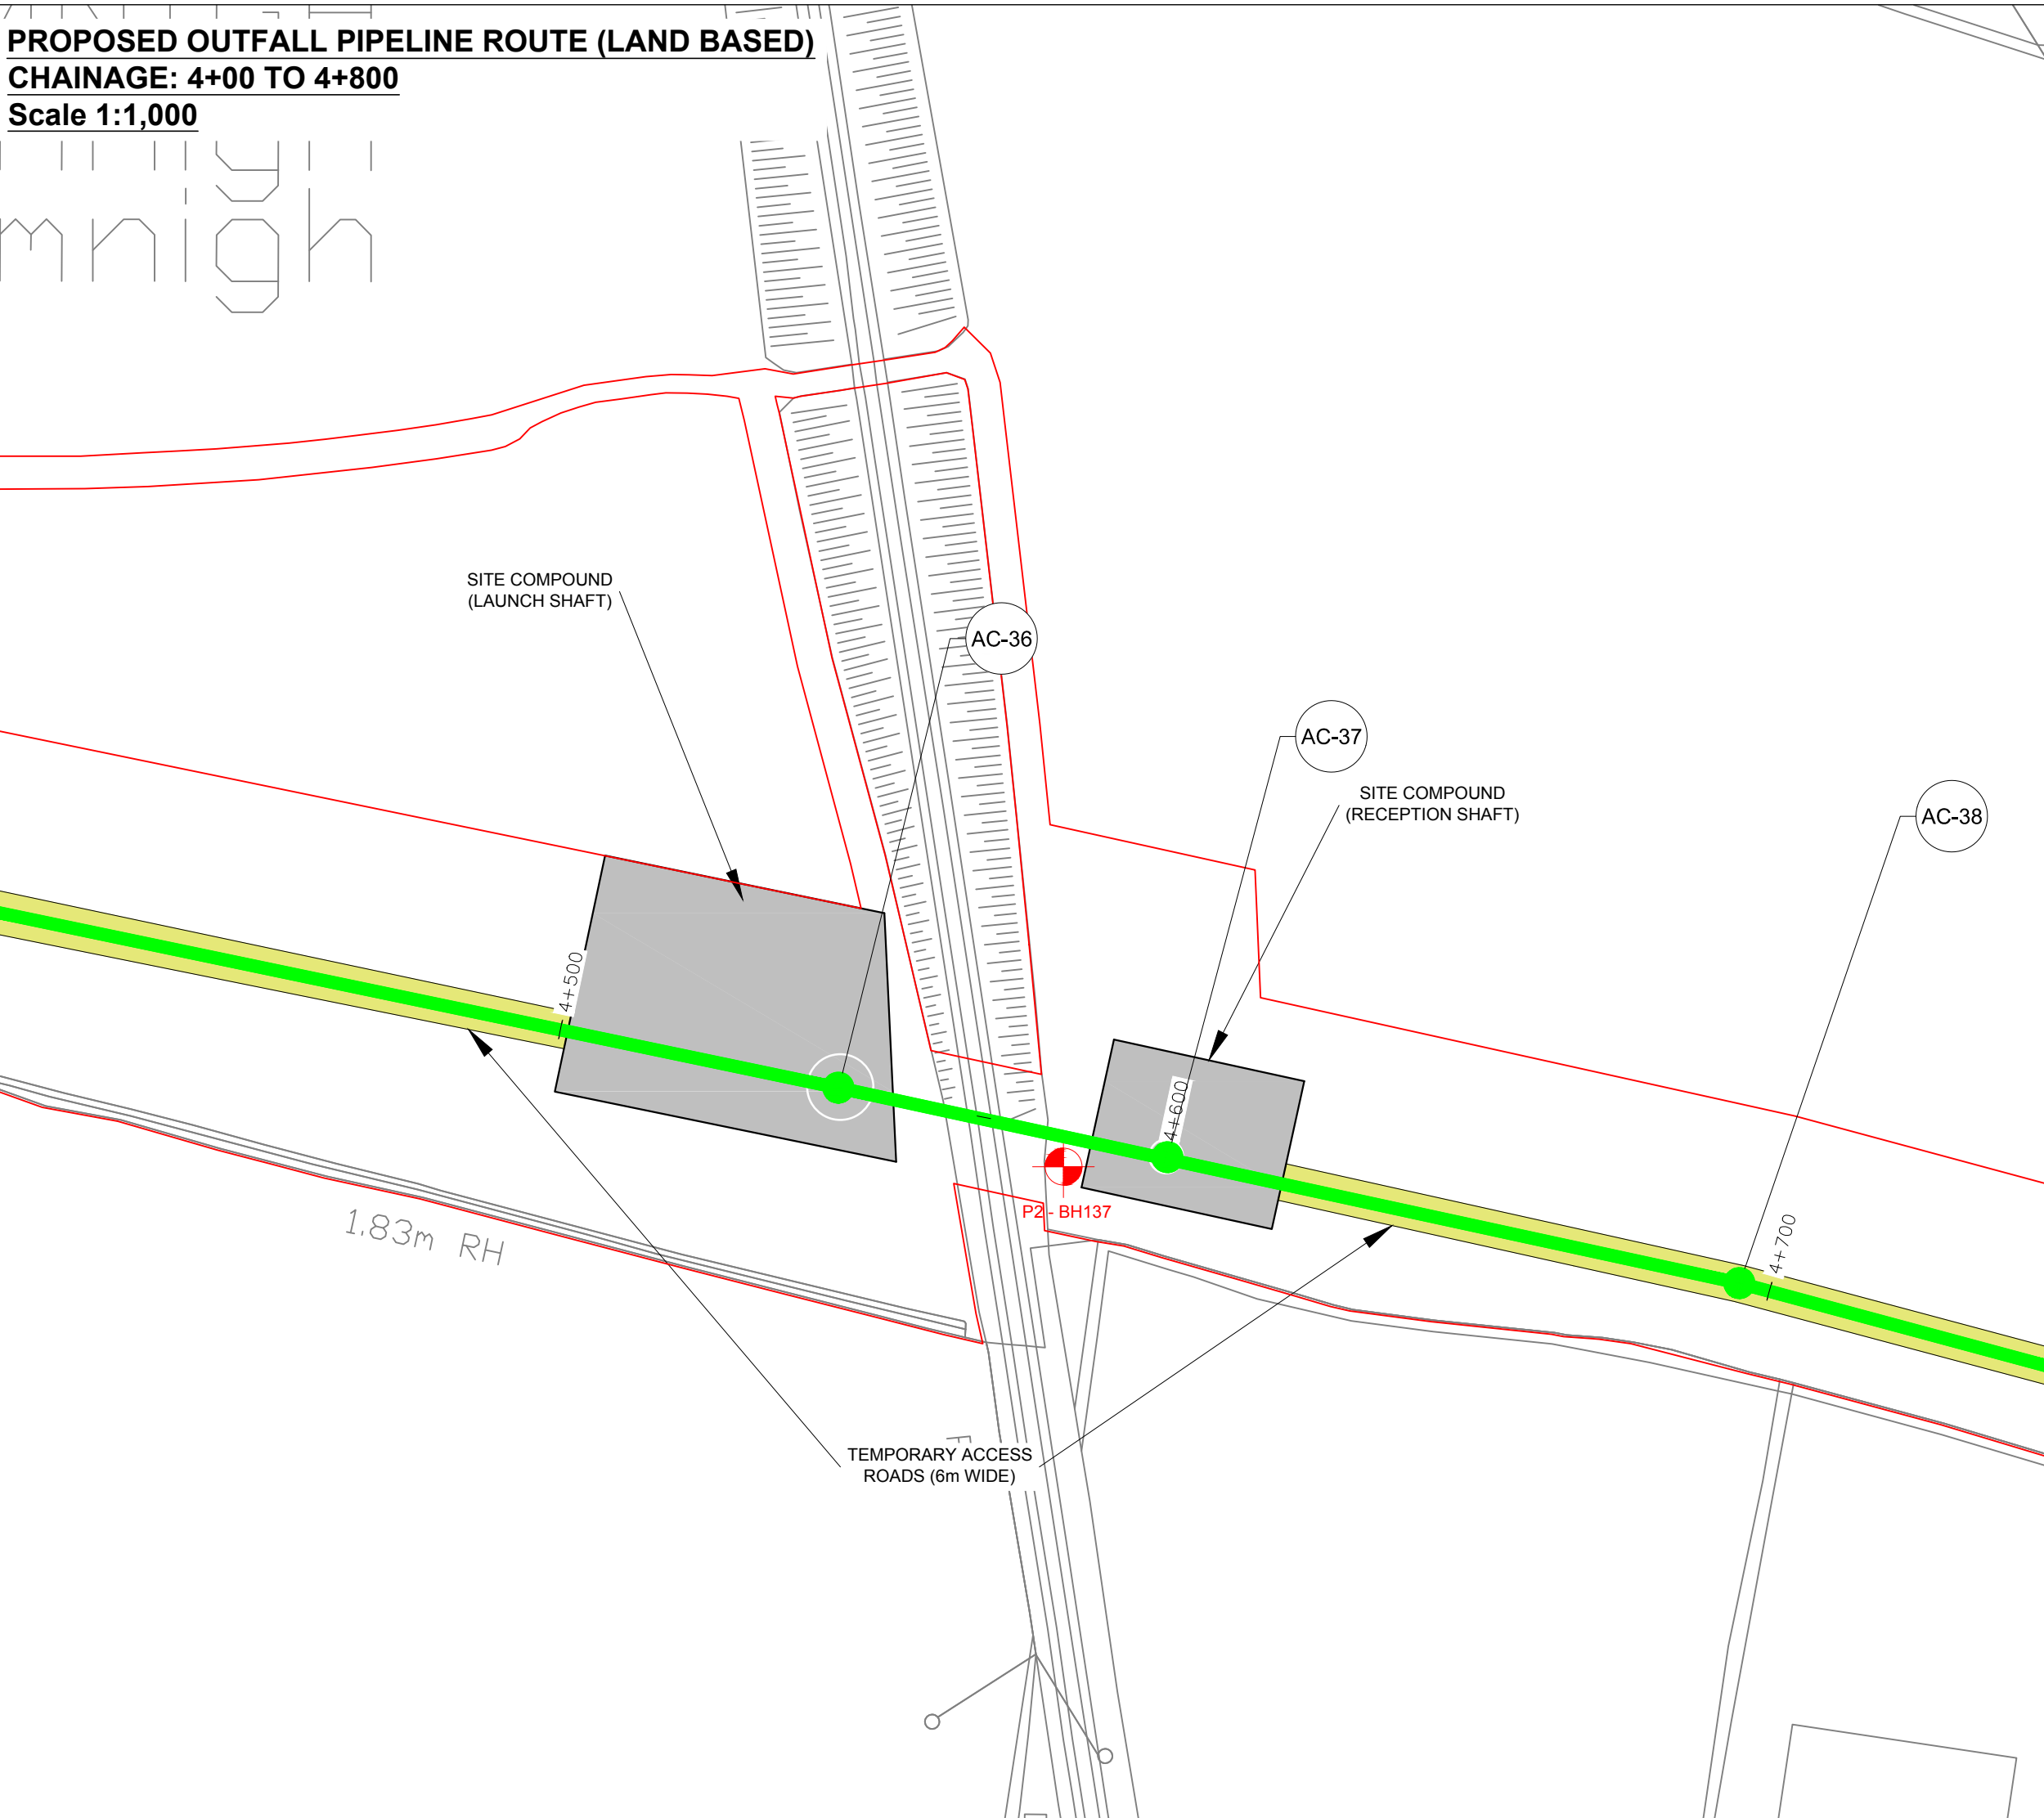 PROPOSED OUTFALL PIPELINE ROUTE (LAND BASED)
CHAINAGE: 4+00 TO 4+800
Scale 1:1,000
SITE COMPOUND
(LAUNCH SHAFT)
AC-36
AC-37
SITE COMPOUND
(RECEPTION SHAFT)
AC-38
4+500
4+600
P2 - BH137
4+700
1.83m RH
TEMPORARY ACCESS
ROADS (6m WIDE)